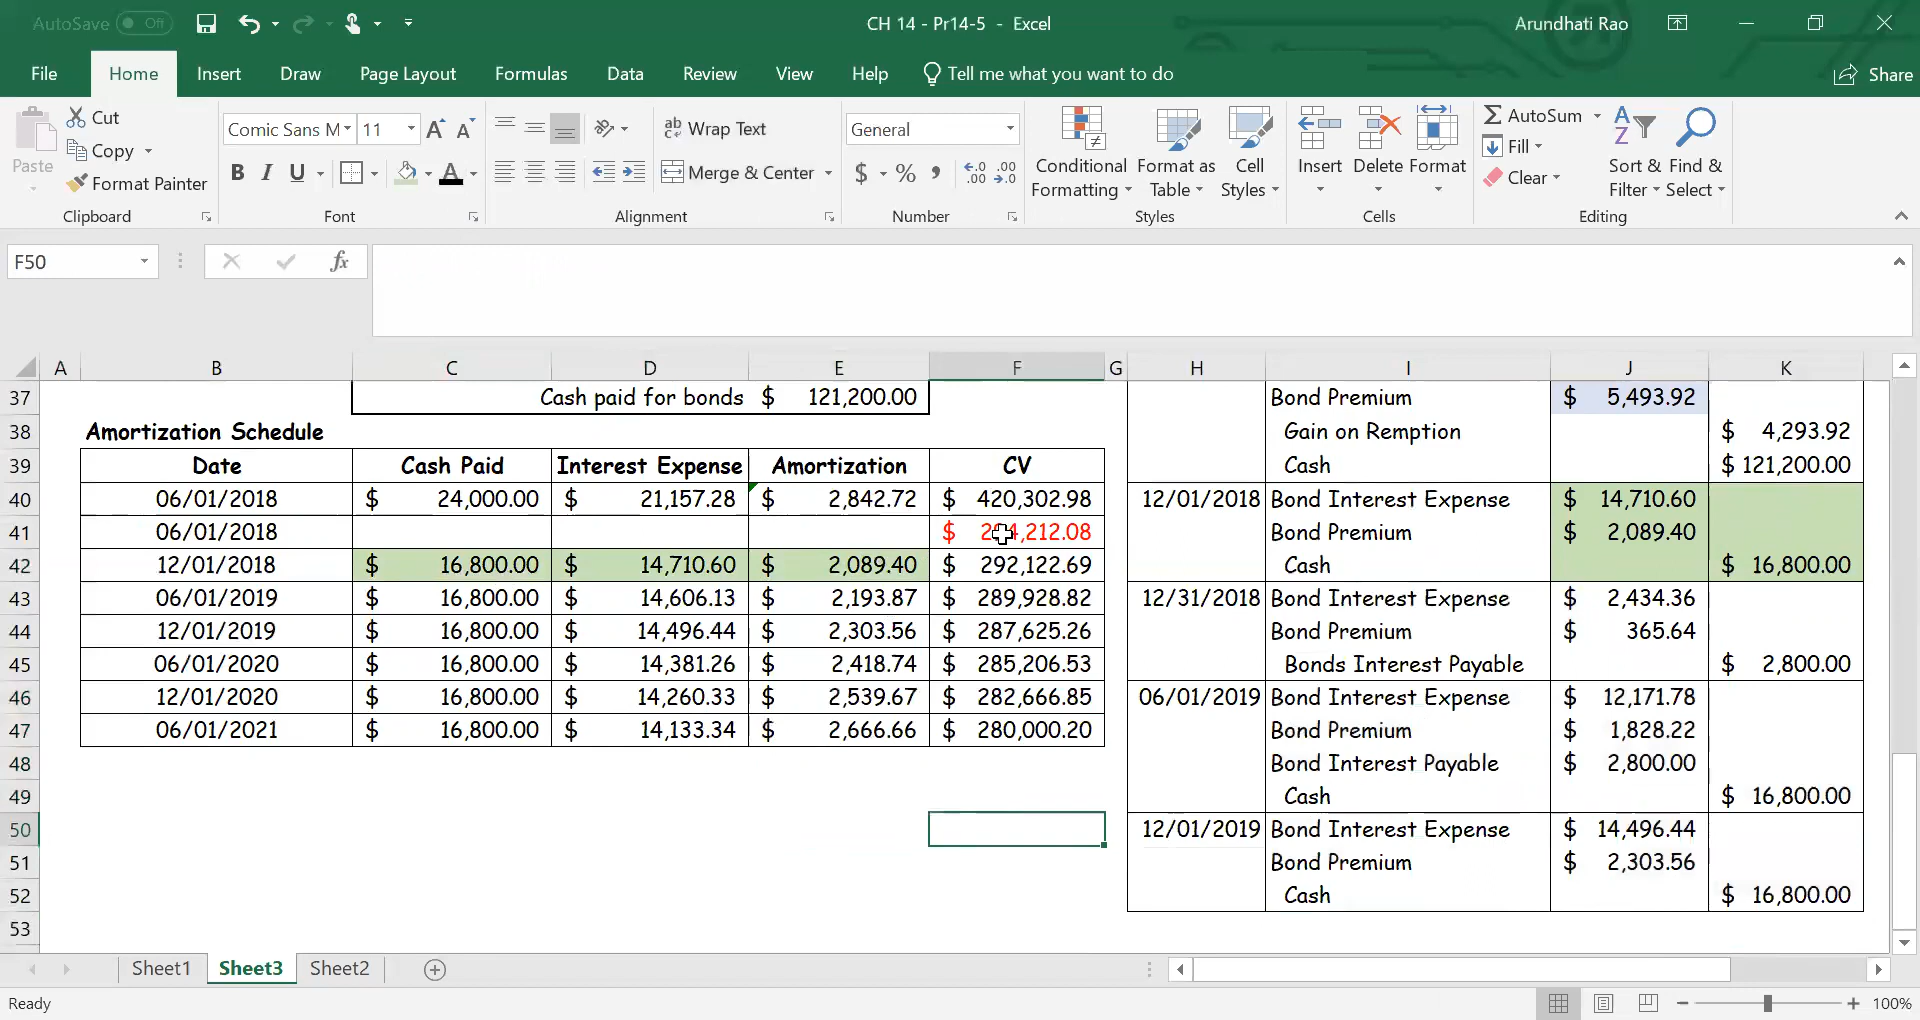 AutoSave Off
CH 14 - Pr14-5 - Excel
Arundhati Rao
File Home Insert Draw Page Layout Formulas Data Review View Help Tell me what you want to do Share
Paste
Cut
Copy
Format Painter
Clipboard
Comic Sans M 11
B I U
Font
Wrap Text
Merge & Center
Alignment
General
$ % ,
Number
Conditional Formatting
Format as Table
Cell Styles
Styles
Insert Delete Format
Cells
AutoSum
Fill
Clear
Sort & Filter
Find & Select
Editing
F50
fx
A B C D E F G H I J K
37 Cash paid for bonds $ 121,200.00 Bond Premium $ 5,493.92
38 Amortization Schedule Gain on Remption $ 4,293.92
39 Date Cash Paid Interest Expense Amortization CV Cash $ 121,200.00
40 06/01/2018 $ 24,000.00 $ 21,157.28 $ 2,842.72 $ 420,302.98 12/01/2018 Bond Interest Expense $ 14,710.60
41 06/01/2018 $ Bond Premium $ 2,089.40
42 12/01/2018 $ 16,800.00 $ 14,710.60 $ 2,089.40 $ 292,122.69 Cash $ 16,800.00
43 06/01/2019 $ 16,800.00 $ 14,606.13 $ 2,193.87 $ 289,928.82 12/31/2018 Bond Interest Expense $ 2,434.36
44 12/01/2019 $ 16,800.00 $ 14,496.44 $ 2,303.56 $ 287,625.26 Bond Premium $ 365.64
45 06/01/2020 $ 16,800.00 $ 14,381.26 $ 2,418.74 $ 285,206.53 Bonds Interest Payable $ 2,800.00
46 12/01/2020 $ 16,800.00 $ 14,260.33 $ 2,539.67 $ 282,666.85 06/01/2019 Bond Interest Expense $ 12,171.78
47 06/01/2021 $ 16,800.00 $ 14,133.34 $ 2,666.66 $ 280,000.20 Bond Premium $ 1,828.22
48 Bond Interest Payable $ 2,800.00
49 Cash $ 16,800.00
50 12/01/2019 Bond Interest Expense $ 14,496.44
51 Bond Premium $ 2,303.56
52 Cash $ 16,800.00
53
Sheet1 Sheet3 Sheet2
Ready
100%